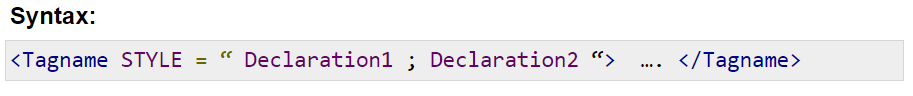 Syntax:
<Tagname STYLE = “ Declaration1 ; Declaration2 “> …. </Tagname>